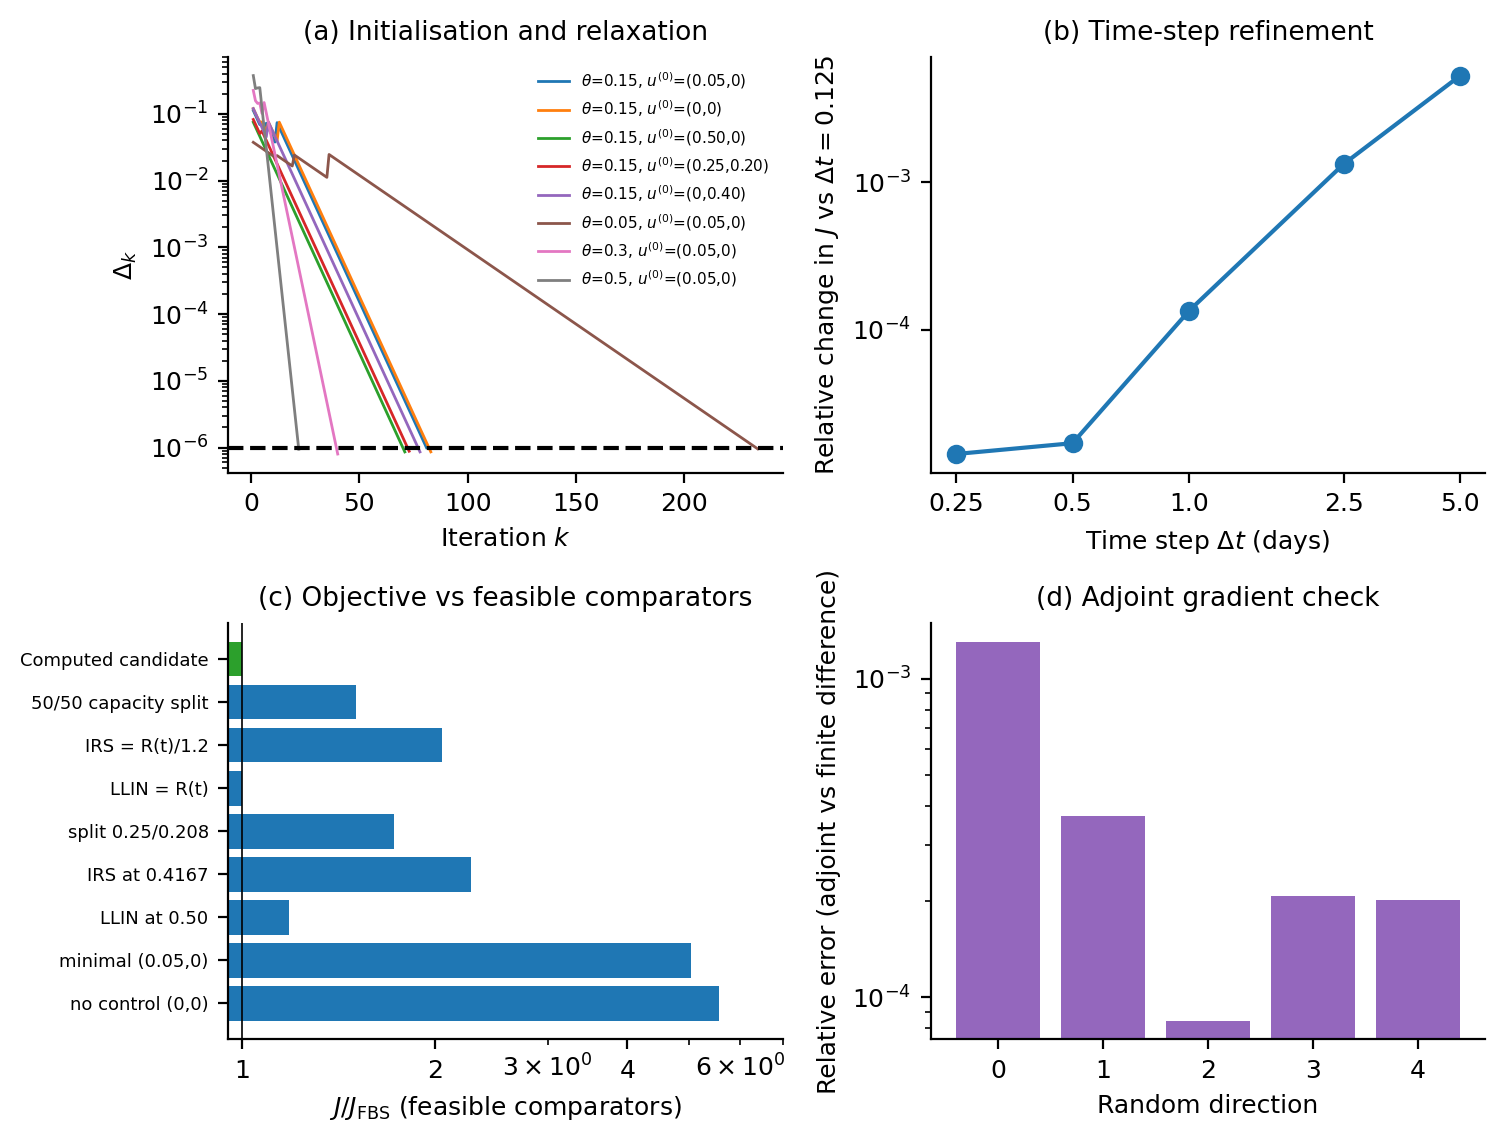 (a) Initialisation and relaxation
Δₖ
10⁻¹
10⁻²
10⁻³
10⁻⁴
10⁻⁵
10⁻⁶
θ=0.15, u⁽⁰⁾=(0.05,0)
θ=0.15, u⁽⁰⁾=(0,0)
θ=0.15, u⁽⁰⁾=(0.50,0)
θ=0.15, u⁽⁰⁾=(0.25,0.20)
θ=0.15, u⁽⁰⁾=(0,0.40)
θ=0.05, u⁽⁰⁾=(0.05,0)
θ=0.3, u⁽⁰⁾=(0.05,0)
θ=0.5, u⁽⁰⁾=(0.05,0)
0 50 100 150 200
Iteration k
(b) Time-step refinement
Relative change in J vs Δt = 0.125
10⁻³
10⁻⁴
0.25 0.5 1.0 2.5 5.0
Time step Δt (days)
(c) Objective vs feasible comparators
Computed candidate
50/50 capacity split
IRS = R(t)/1.2
LLIN = R(t)
split 0.25/0.208
IRS at 0.4167
LLIN at 0.50
minimal (0.05,0)
no control (0,0)
1 2 3 × 10⁰ 4 6 × 10⁰
J/J_FBS (feasible comparators)
(d) Adjoint gradient check
Relative error (adjoint vs finite difference)
10⁻³
10⁻⁴
0 1 2 3 4
Random direction